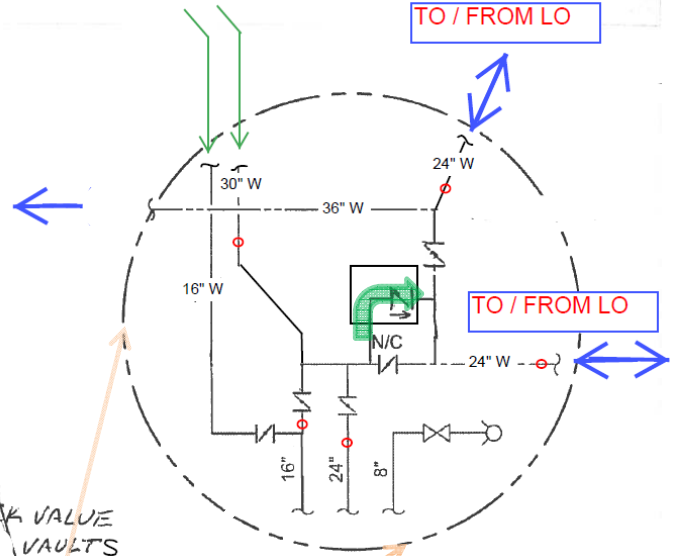 TO / FROM LO
24" W
30" W
36" W
16" W
TO / FROM LO
N/C
24" W
16"
24"
8"
VALUE
VAULTS